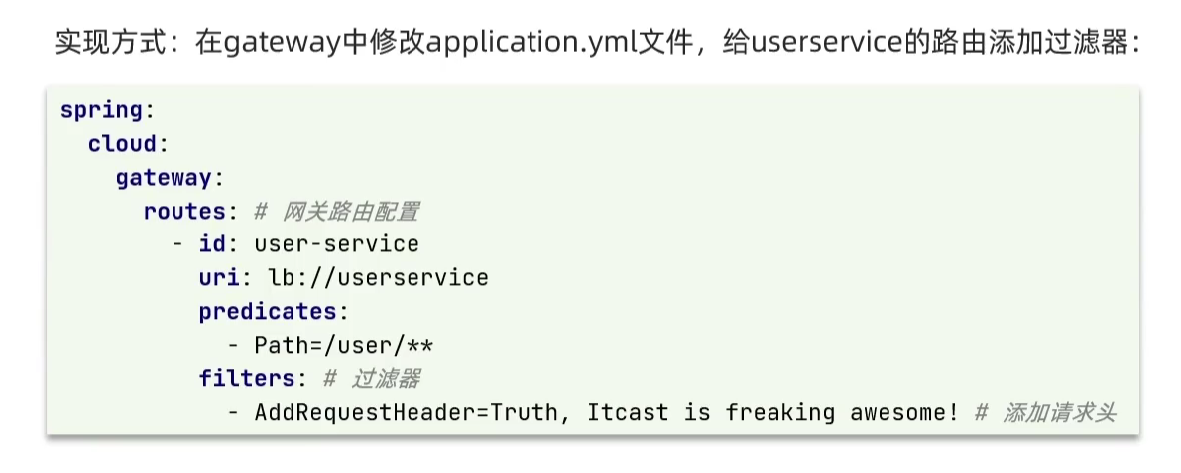 实现方式：在gateway中修改application.yml文件，给userservice的路由添加过滤器：
spring:
  cloud:
    gateway:
      routes: # 网关路由配置
        - id: user-service
          uri: lb://userservice
          predicates:
            - Path=/user/**
          filters: # 过滤器
            - AddRequestHeader=Truth, Itcast is freaking awesome! # 添加请求头